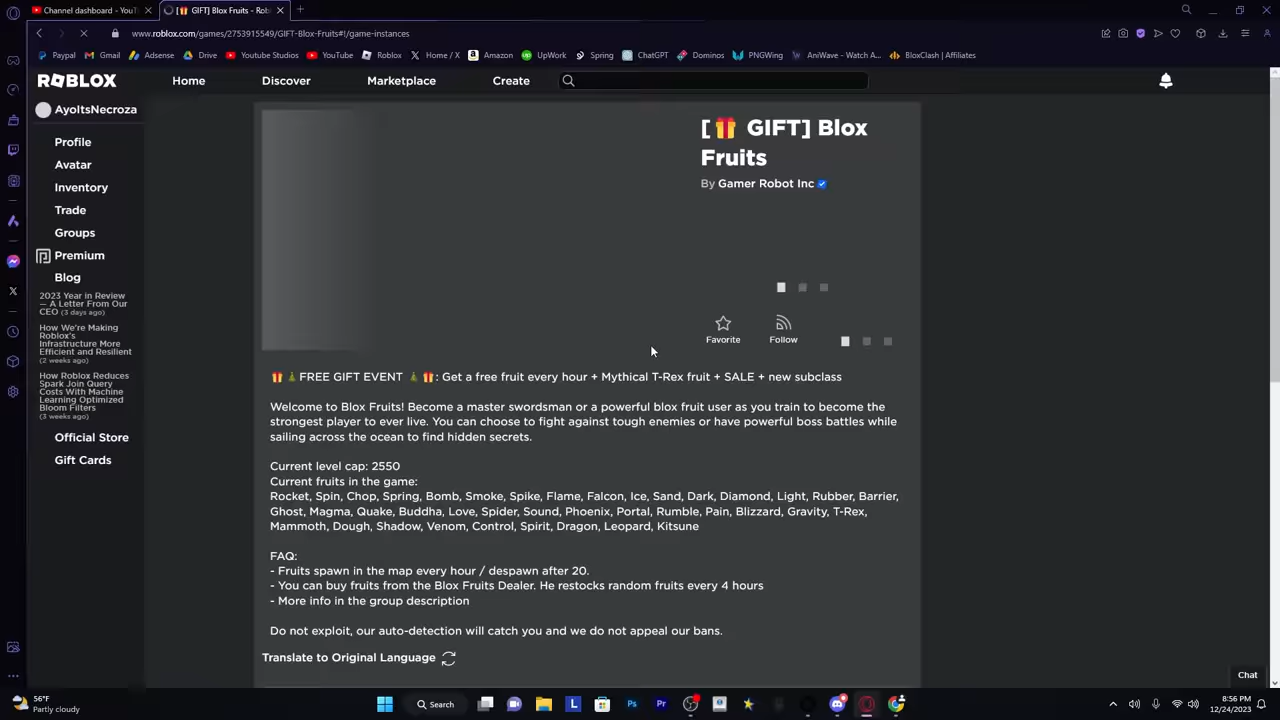 Channel dashboard - YouT
[🎁 GIFT] Blox Fruits - Rob
www.roblox.com/games/2753915549/GIFT-Blox-Fruits#!/game-instances
Paypal
Gmail
Adsense
Drive
Youtube Studios
YouTube
Roblox
Home / X
Amazon
UpWork
Spring
ChatGPT
Dominos
PNGWing
AniWave - Watch A...
BloxClash | Affiliates
ROBLOX
Home
Discover
Marketplace
Create
AyoItsNecroza
Profile
Avatar
Inventory
Trade
Groups
Premium
Blog
2023 Year in Review
— A Letter From Our
CEO (3 days ago)
How We're Making
Roblox's
Infrastructure More
Efficient and Resilient
(2 weeks ago)
How Roblox Reduces
Spark Join Query
Costs With Machine
Learning Optimized
Bloom Filters
(3 weeks ago)
Official Store
Gift Cards
[🎁 GIFT] Blox
Fruits
By Gamer Robot Inc
Favorite
Follow
🎁🎄FREE GIFT EVENT 🎄🎁: Get a free fruit every hour + Mythical T-Rex fruit + SALE + new subclass
Welcome to Blox Fruits! Become a master swordsman or a powerful blox fruit user as you train to become the
strongest player to ever live. You can choose to fight against tough enemies or have powerful boss battles while
sailing across the ocean to find hidden secrets.
Current level cap: 2550
Current fruits in the game:
Rocket, Spin, Chop, Spring, Bomb, Smoke, Spike, Flame, Falcon, Ice, Sand, Dark, Diamond, Light, Rubber, Barrier,
Ghost, Magma, Quake, Buddha, Love, Spider, Sound, Phoenix, Portal, Rumble, Pain, Blizzard, Gravity, T-Rex,
Mammoth, Dough, Shadow, Venom, Control, Spirit, Dragon, Leopard, Kitsune
FAQ:
- Fruits spawn in the map every hour / despawn after 20.
- You can buy fruits from the Blox Fruits Dealer. He restocks random fruits every 4 hours
- More info in the group description
Do not exploit, our auto-detection will catch you and we do not appeal our bans.
Translate to Original Language
Chat
56°F
Partly cloudy
Search
L
Ps
Pr
8:56 PM
12/24/2023